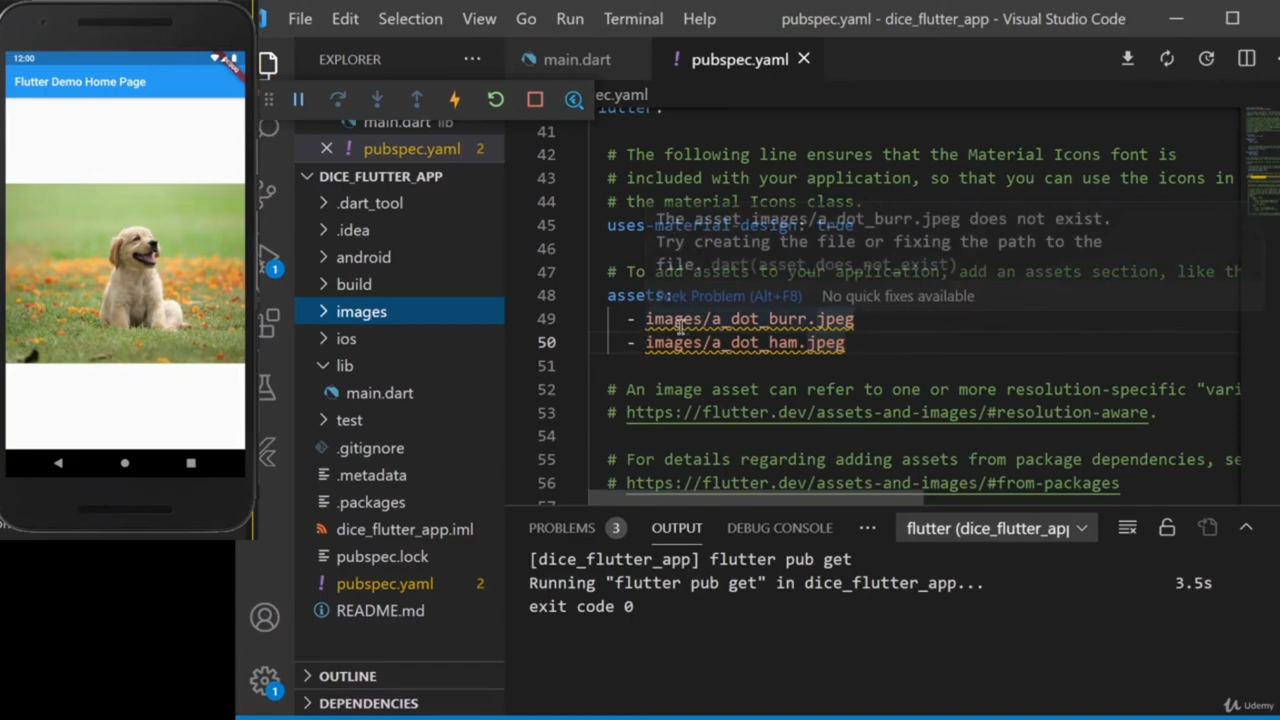 12:00
Flutter Demo Home Page
File Edit Selection View Go Run Terminal Help
pubspec.yaml - dice_flutter_app - Visual Studio Code
EXPLORER
main.dart lib
pubspec.yaml 2
DICE_FLUTTER_APP
.dart_tool
.idea
android
build
images
ios
lib
main.dart
test
.gitignore
.metadata
.packages
dice_flutter_app.iml
pubspec.lock
pubspec.yaml 2
README.md
OUTLINE
DEPENDENCIES
1
1
main.dart
! pubspec.yaml
ec.yaml
41
42 # The following line ensures that the Material Icons font is
43 # included with your application, so that you can use the icons in
44 # the material Icons class.
45 uses-material-design: true
46
47 # To add assets to your application, add an assets section, like th
48 assets:
49 - images/a_dot_burr.jpeg
50 - images/a_dot_ham.jpeg
51
52 # An image asset can refer to one or more resolution-specific "vari
53 # https://flutter.dev/assets-and-images/#resolution-aware.
54
55 # For details regarding adding assets from package dependencies, se
56 # https://flutter.dev/assets-and-images/#from-packages
The asset images/a_dot_burr.jpeg does not exist.
Try creating the file or fixing the path to the
file. dart(asset_does_not_exist)
Peek Problem (Alt+F8) No quick fixes available
PROBLEMS 3 OUTPUT DEBUG CONSOLE ··· flutter (dice_flutter_app
[dice_flutter_app] flutter pub get
Running "flutter pub get" in dice_flutter_app... 3.5s
exit code 0
Udemy